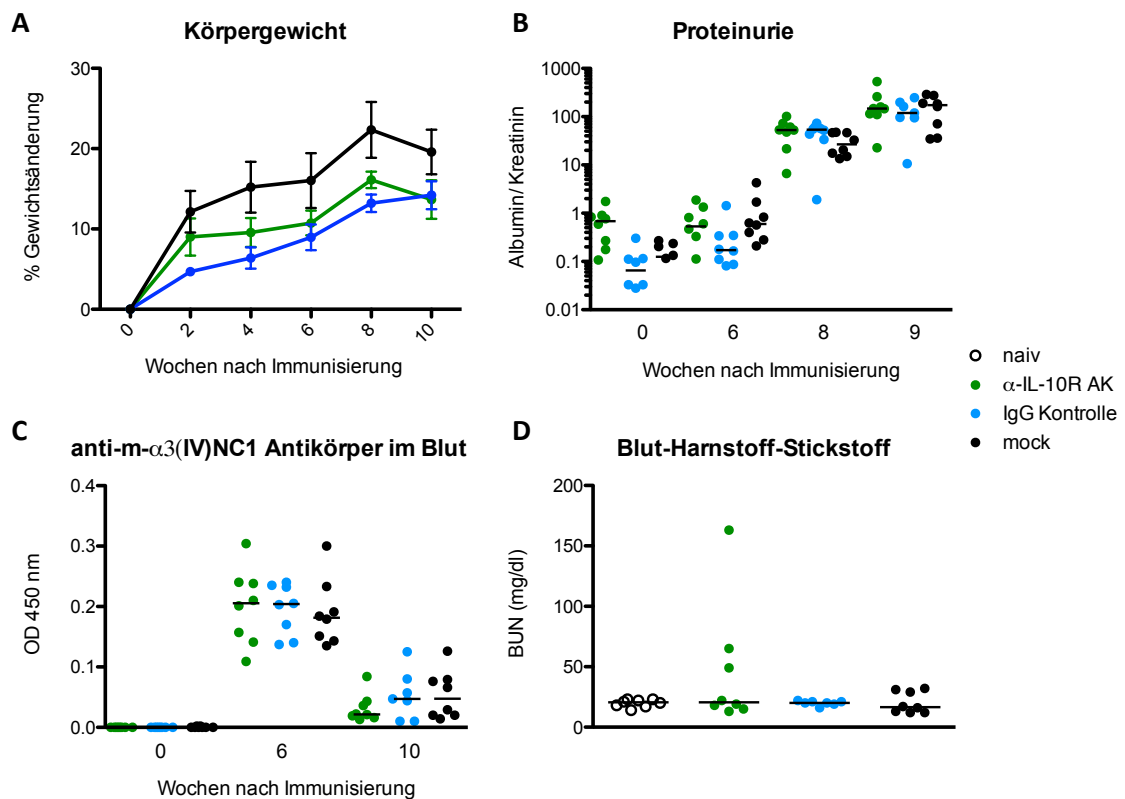 A
Körpergewicht
% Gewichtsänderung
30
20
10
0
0 2 4 6 8 10
Wochen nach Immunisierung
B
Proteinurie
Albumin/ Kreatinin
1000
100
10
1
0.1
0.01
0 6 8 9
Wochen nach Immunisierung
naiv
α-IL-10R AK
IgG Kontrolle
mock
C
anti-m-α3(IV)NC1 Antikörper im Blut
OD 450 nm
0.4
0.3
0.2
0.1
0.0
0 6 10
Wochen nach Immunisierung
D
Blut-Harnstoff-Stickstoff
BUN (mg/dl)
200
150
100
50
0